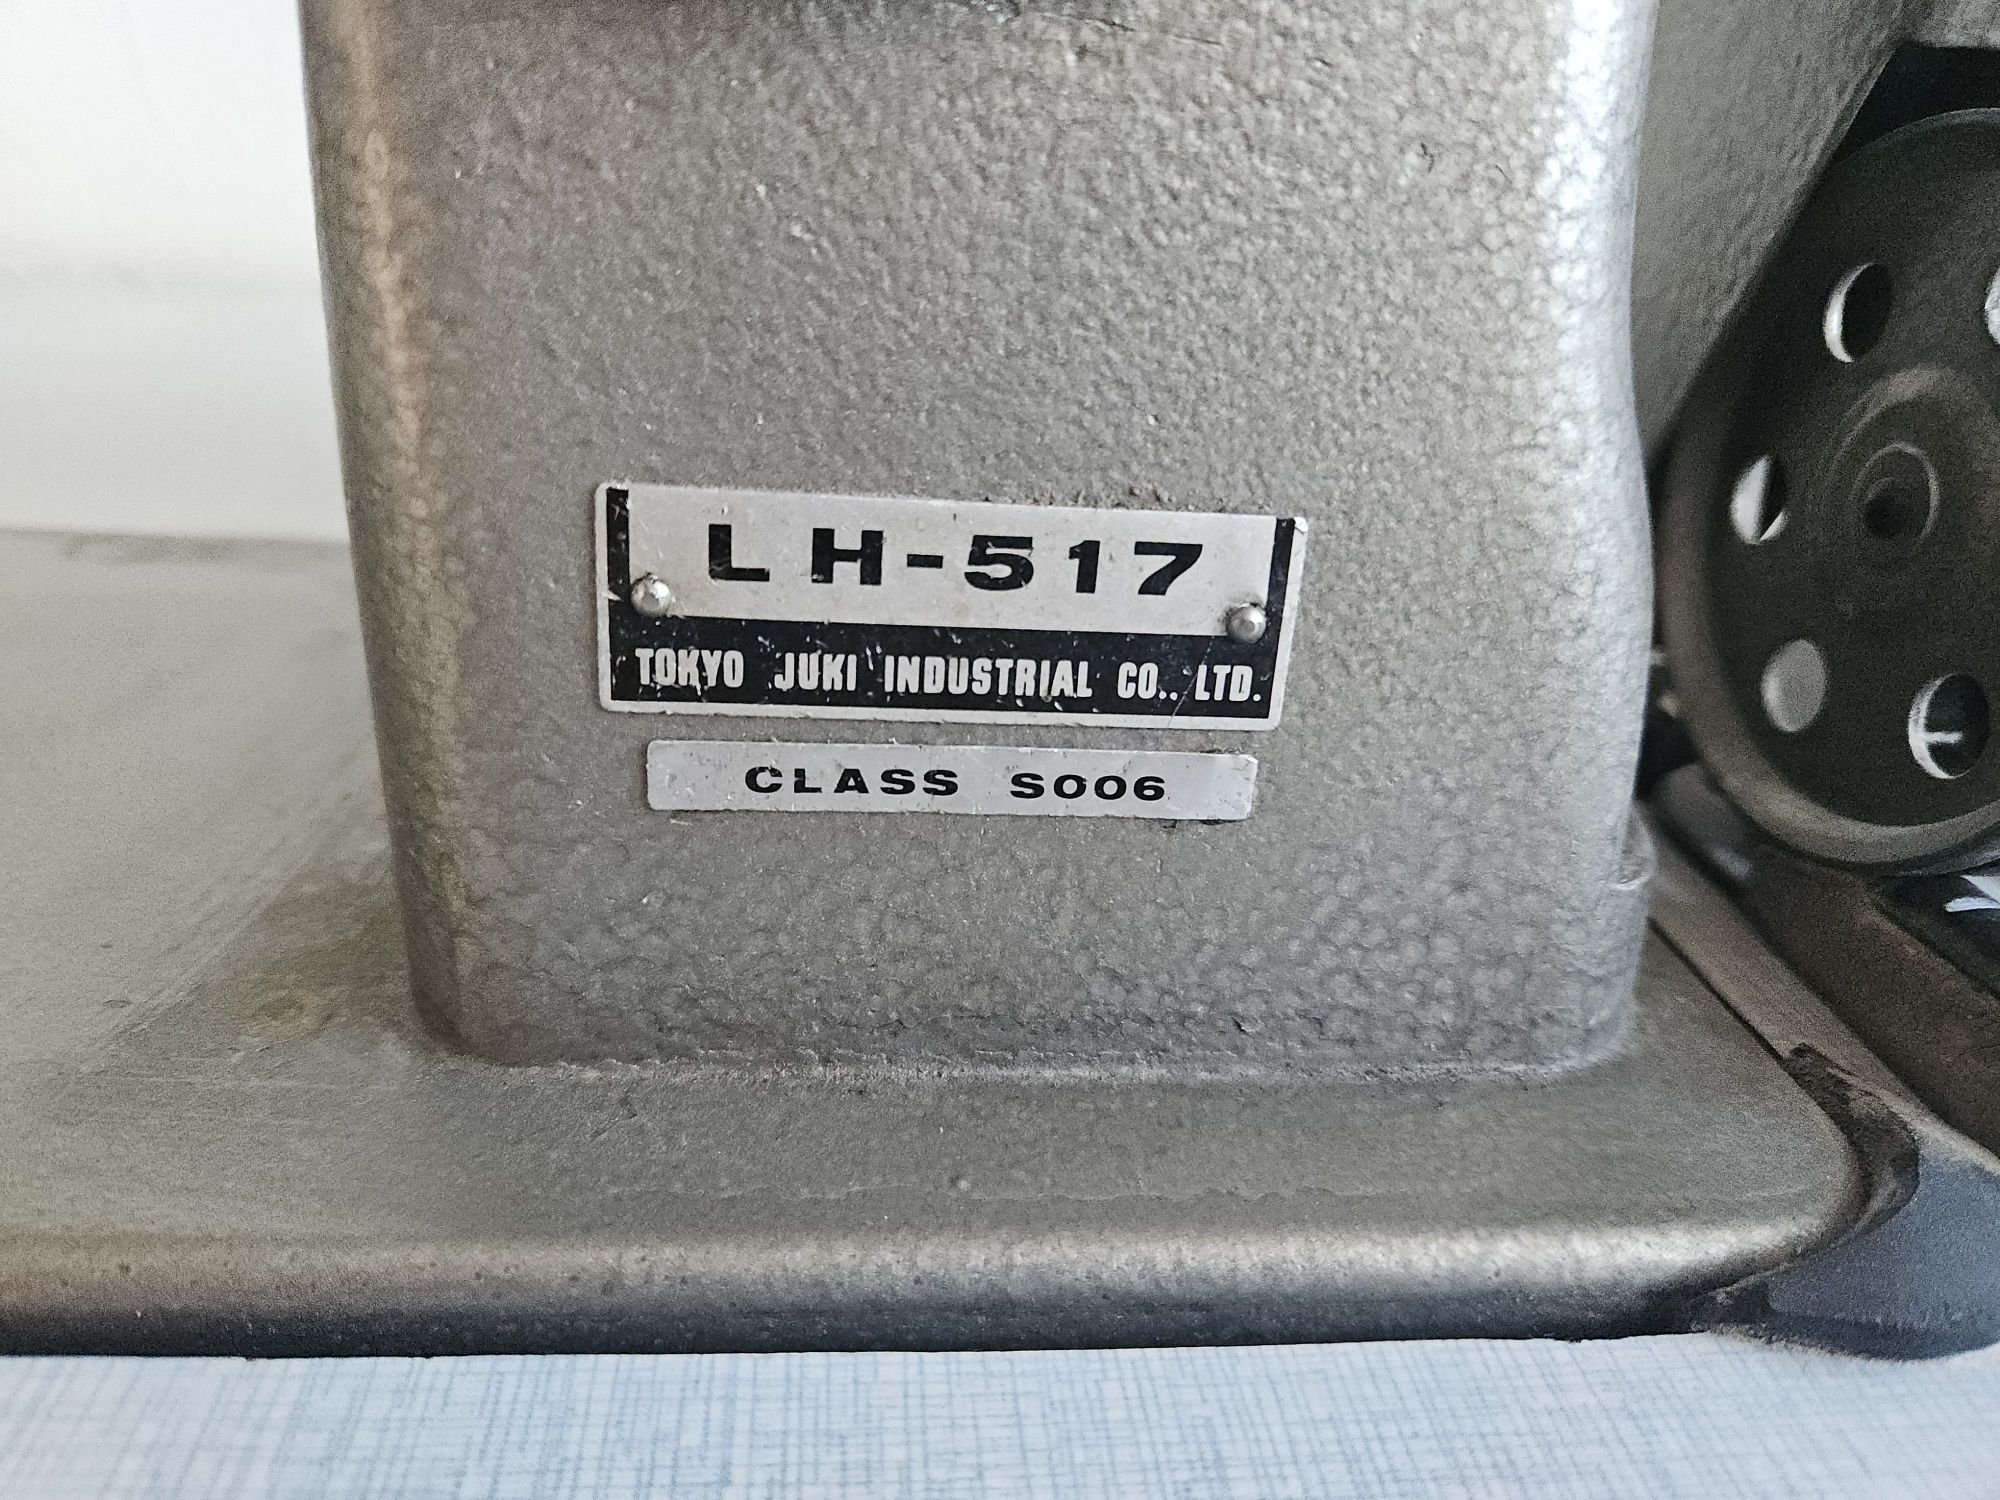 LH-517
TOKYO JUKI INDUSTRIAL CO., LTD.
CLASS S006